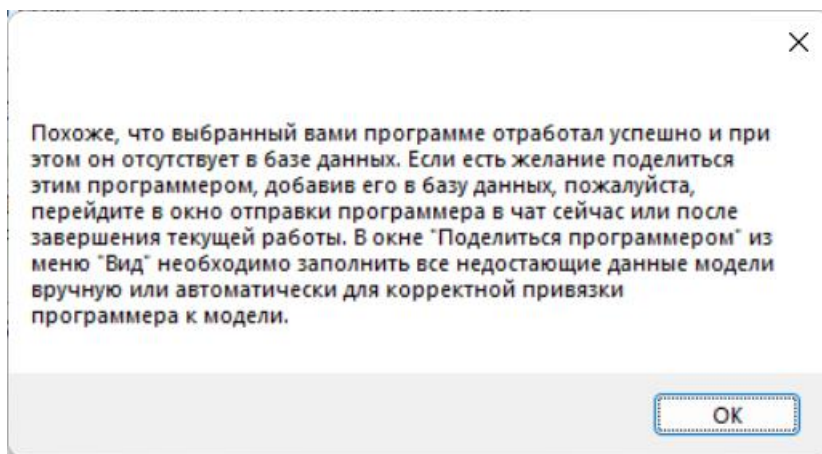 Похоже, что выбранный вами программе отработал успешно и при
этом он отсутствует в базе данных. Если есть желание поделиться
этим программером, добавив его в базу данных, пожалуйста,
перейдите в окно отправки программера в чат сейчас или после
завершения текущей работы. В окне "Поделиться программером" из
меню "Вид" необходимо заполнить все недостающие данные модели
вручную или автоматически для корректной привязки
программера к модели.
OK